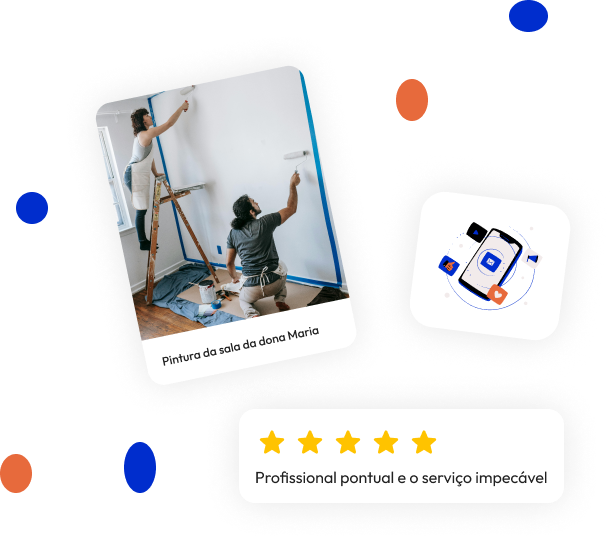 Pintura da sala da dona Maria
Profissional pontual e o serviço impecável